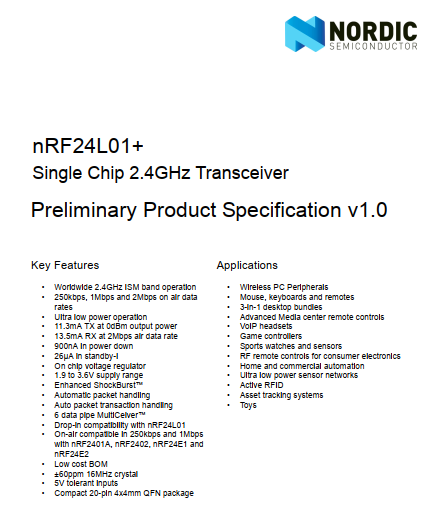 NORDIC
SEMICONDUCTOR
nRF24L01+
Single Chip 2.4GHz Transceiver
Preliminary Product Specification v1.0
Key Features
• Worldwide 2.4GHz ISM band operation
• 250kbps, 1Mbps and 2Mbps on air data
rates
• Ultra low power operation
• 11.3mA TX at 0dBm output power
• 13.5mA RX at 2Mbps air data rate
• 900nA in power down
• 26µA in standby-I
• On chip voltage regulator
• 1.9 to 3.6V supply range
• Enhanced ShockBurst™
• Automatic packet handling
• Auto packet transaction handling
• 6 data pipe MultiCeiver™
• Drop-in compatibility with nRF24L01
• On-air compatible in 250kbps and 1Mbps
with nRF2401A, nRF2402, nRF24E1 and
nRF24E2
• Low cost BOM
• ±60ppm 16MHz crystal
• 5V tolerant inputs
• Compact 20-pin 4x4mm QFN package
Applications
• Wireless PC Peripherals
• Mouse, keyboards and remotes
• 3-in-1 desktop bundles
• Advanced Media center remote controls
• VoIP headsets
• Game controllers
• Sports watches and sensors
• RF remote controls for consumer electronics
• Home and commercial automation
• Ultra low power sensor networks
• Active RFID
• Asset tracking systems
• Toys